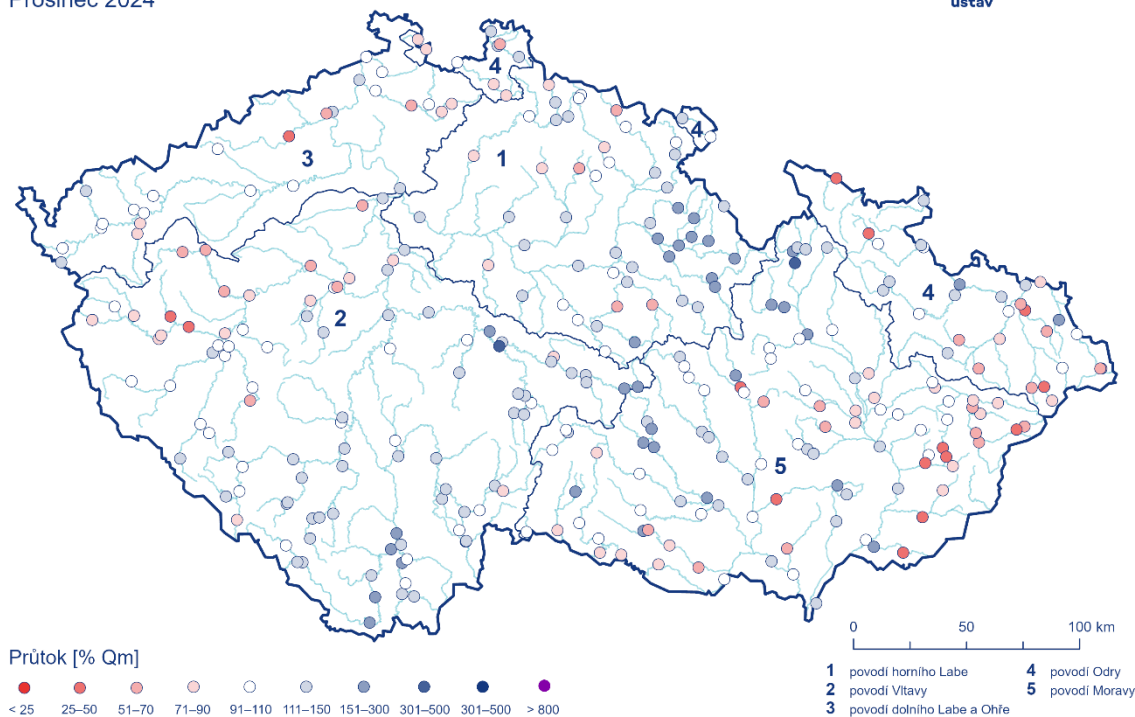 Prosinec 2024
ústav
4
4
3
1
2
4
5
0 50 100 km
Průtok [% Qm]
< 25 25–50 51–70 71–90 91–110 111–150 151–300 301–500 301–500 > 800
1 povodí horního Labe
2 povodí Vltavy
3 povodí dolního Labe a Ohře
4 povodí Odry
5 povodí Moravy